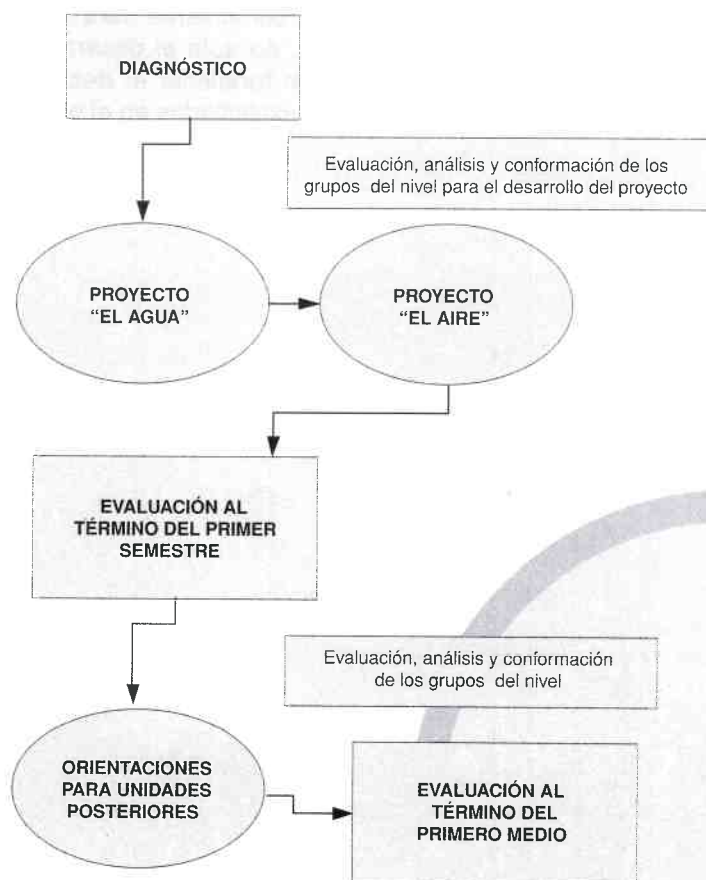 DIAGNÓSTICO
Evaluación, análisis y conformación de los
grupos del nivel para el desarrollo del proyecto
PROYECTO
"EL AGUA"
PROYECTO
"EL AIRE"
EVALUACIÓN AL
TÉRMINO DEL PRIMER
SEMESTRE
Evaluación, análisis y conformación
de los grupos del nivel
ORIENTACIONES
PARA UNIDADES
POSTERIORES
EVALUACIÓN AL
TÉRMINO DEL
PRIMERO MEDIO